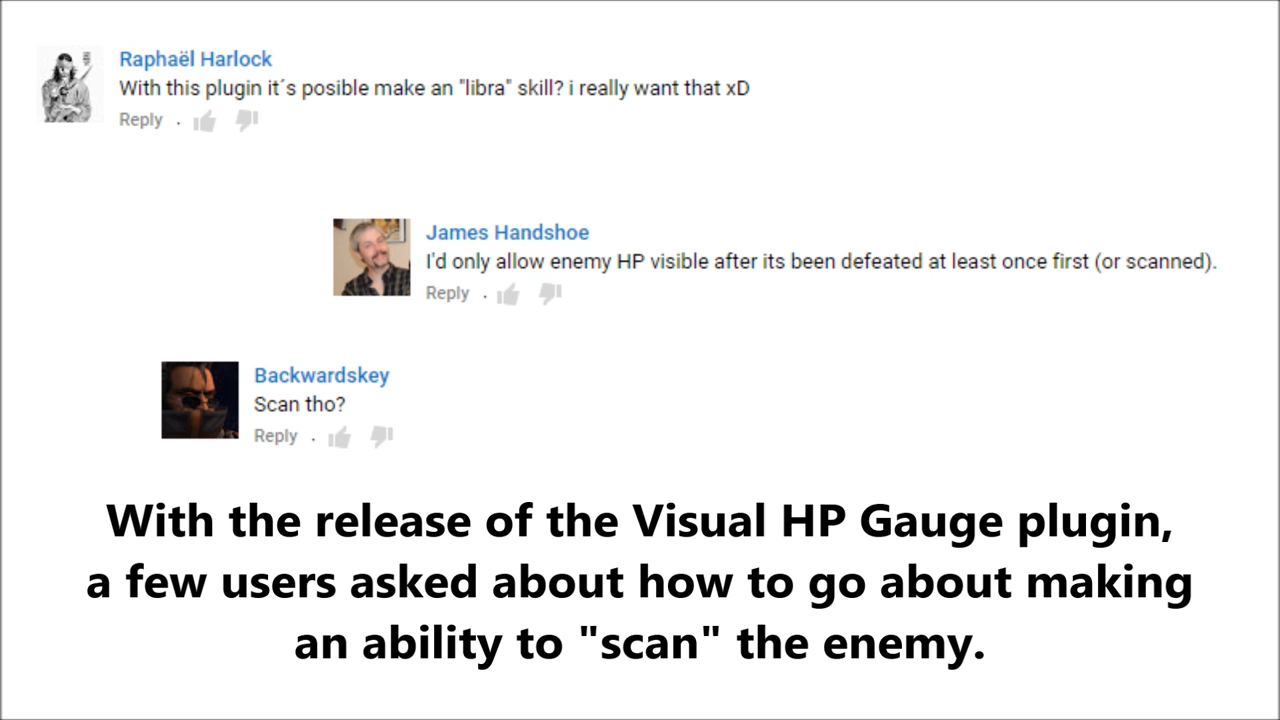 Raphaël Harlock
With this plugin it´s posible make an "libra" skill? i really want that xD
Reply .
James Handshoe
I'd only allow enemy HP visible after its been defeated at least once first (or scanned).
Reply .
Backwardskey
Scan tho?
Reply .
With the release of the Visual HP Gauge plugin,
a few users asked about how to go about making
an ability to "scan" the enemy.